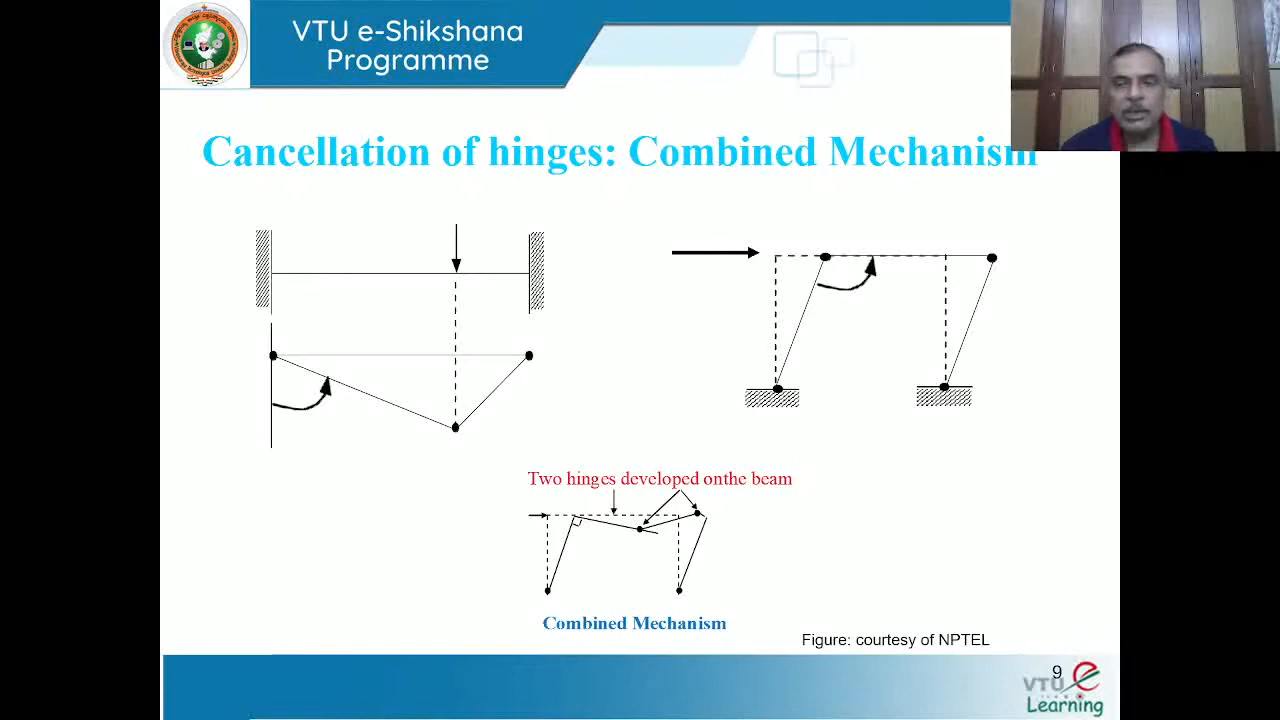 VTU e-Shikshana
Programme
Cancellation of hinges: Combined Mechanism
Two hinges developed onthe beam
Combined Mechanism
Figure: courtesy of NPTEL
9
VTU e
Learning